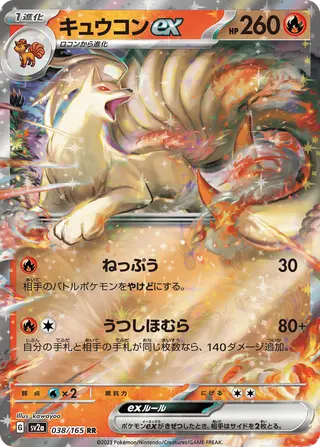 1進化
キュウコンex
HP260
ロコンから進化
ねっぷう 30
相手のバトルポケモンをやけどにする。
うつしほむら 80+
自分の手札と相手の手札が同じ枚数なら、140ダメージ追加。
弱点 ×2 抵抗力 にげる
exルール
ポケモンexがきぜつしたとき、相手はサイドを2枚とる。
Illus. kawayoo
G sv2a 038/165 RR
©2023 Pokémon/Nintendo/Creatures/GAME FREAK.